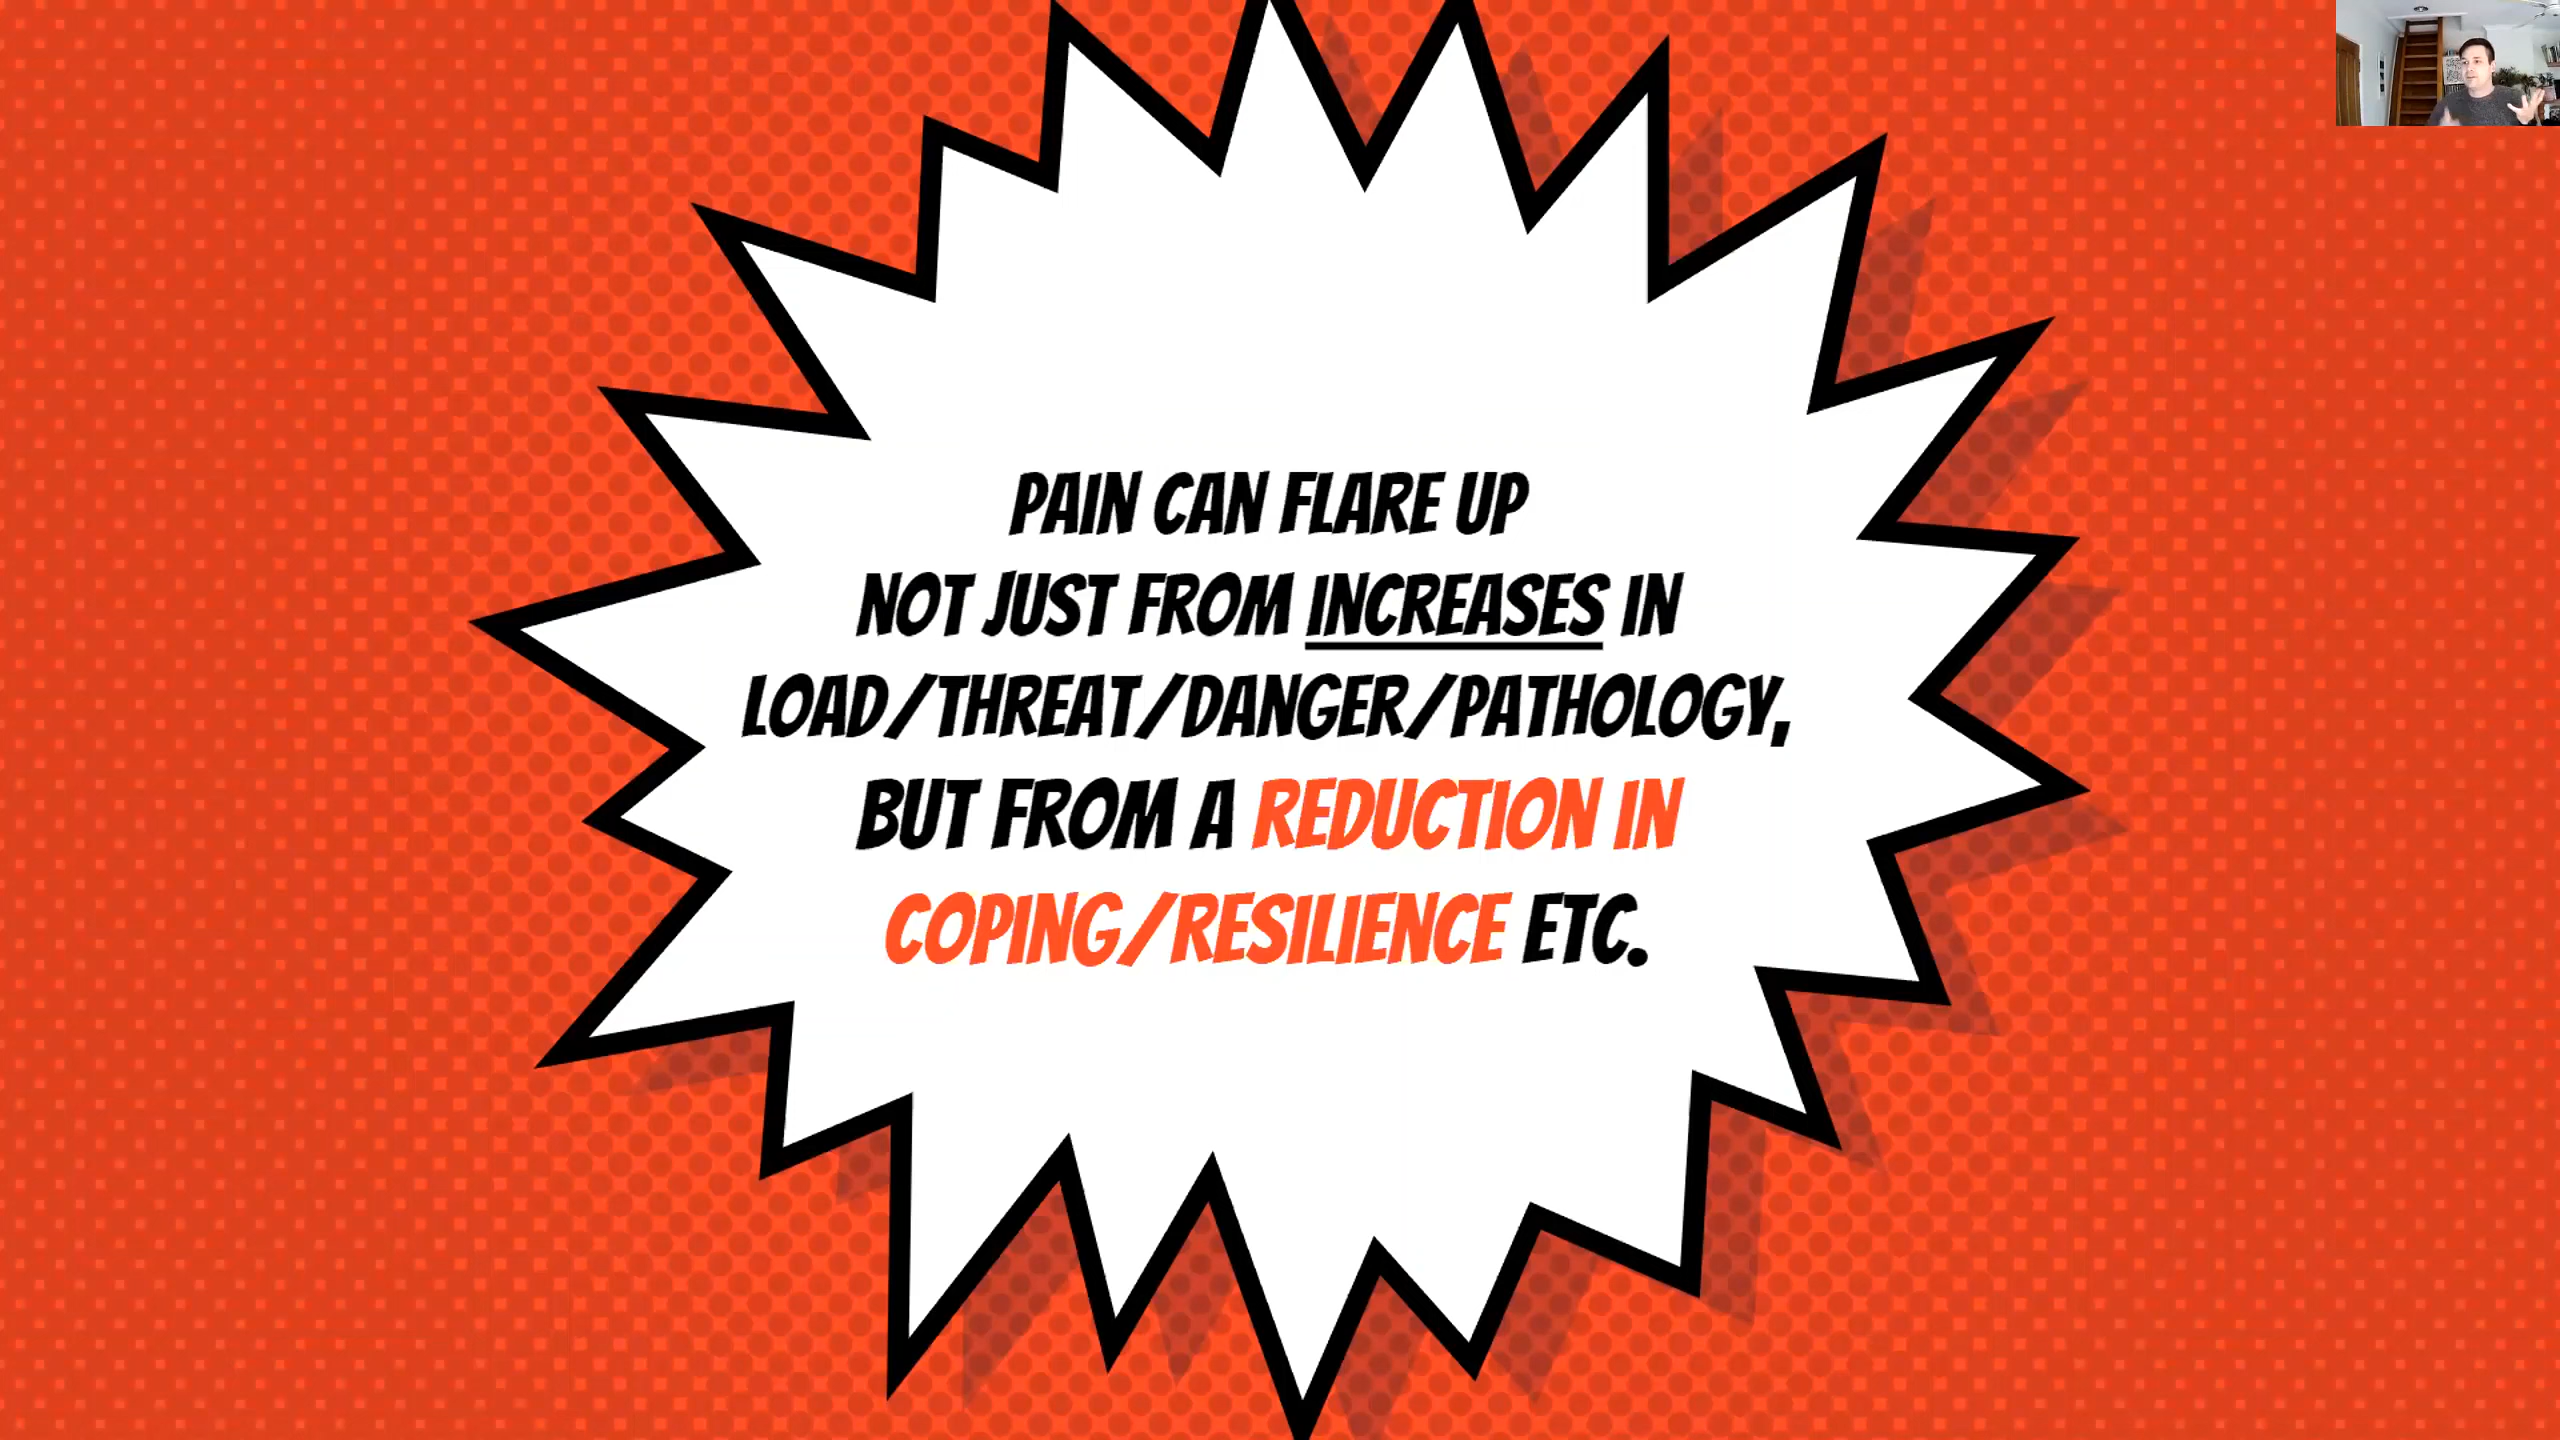 PAIN CAN FLARE UP
NOT JUST FROM INCREASES IN
LOAD/THREAT/DANGER/PATHOLOGY,
BUT FROM A REDUCTION IN
COPING/RESILIENCE ETC.